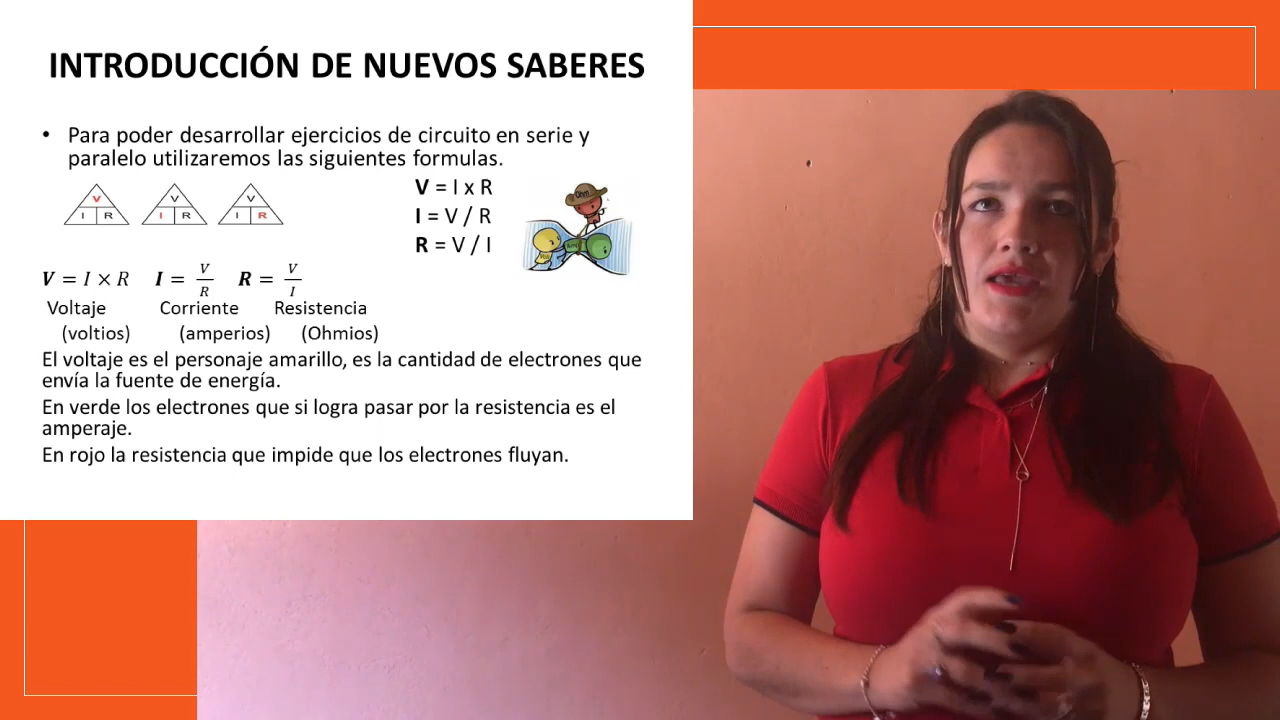 INTRODUCCIÓN DE NUEVOS SABERES
• Para poder desarrollar ejercicios de circuito en serie y
paralelo utilizaremos las siguientes formulas.
V
I R
V
I R
V
I R
V = I x R
I = V / R
R = V / I
Ohm
V = I × R I = V/R R = V/I
Voltaje Corriente Resistencia
(voltios) (amperios) (Ohmios)
El voltaje es el personaje amarillo, es la cantidad de electrones que
envía la fuente de energía.
En verde los electrones que si logra pasar por la resistencia es el
amperaje.
En rojo la resistencia que impide que los electrones fluyan.